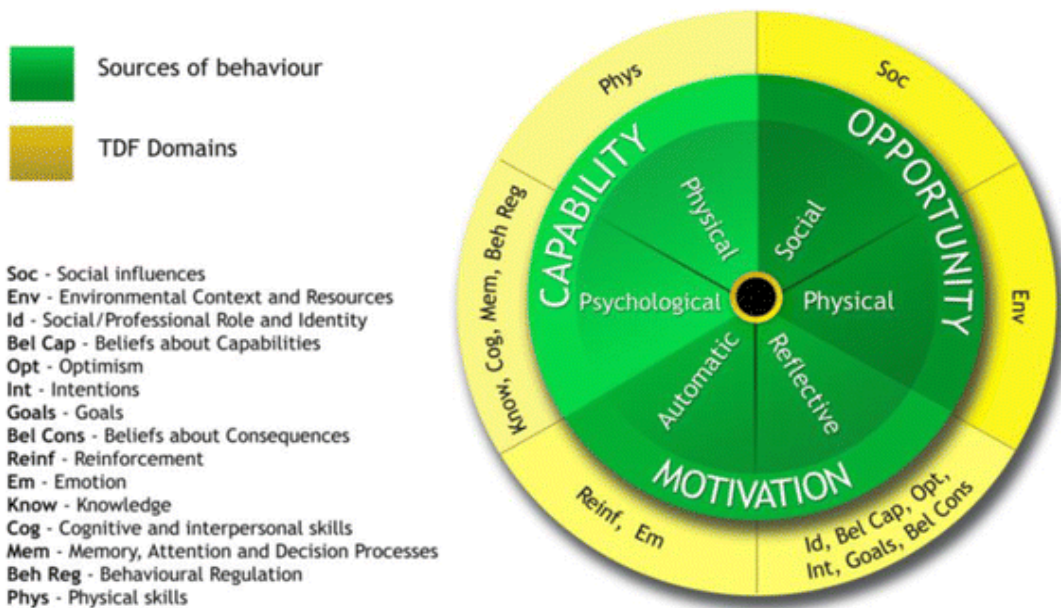 Sources of behaviour
TDF Domains
Soc - Social influences
Env - Environmental Context and Resources
Id - Social/Professional Role and Identity
Bel Cap - Beliefs about Capabilities
Opt - Optimism
Int - Intentions
Goals - Goals
Bel Cons - Beliefs about Consequences
Reinf - Reinforcement
Em - Emotion
Know - Knowledge
Cog - Cognitive and interpersonal skills
Mem - Memory, Attention and Decision Processes
Beh Reg - Behavioural Regulation
Phys - Physical skills
Phys
Soc
CAPABILITY
OPPORTUNITY
Know, Cog, Mem, Beh Reg
Physical
Social
Psychological
Physical
Env
Automatic
Reflective
MOTIVATION
Reinf, Em
Id, Bel Cap, Opt,
Int, Goals, Bel Cons